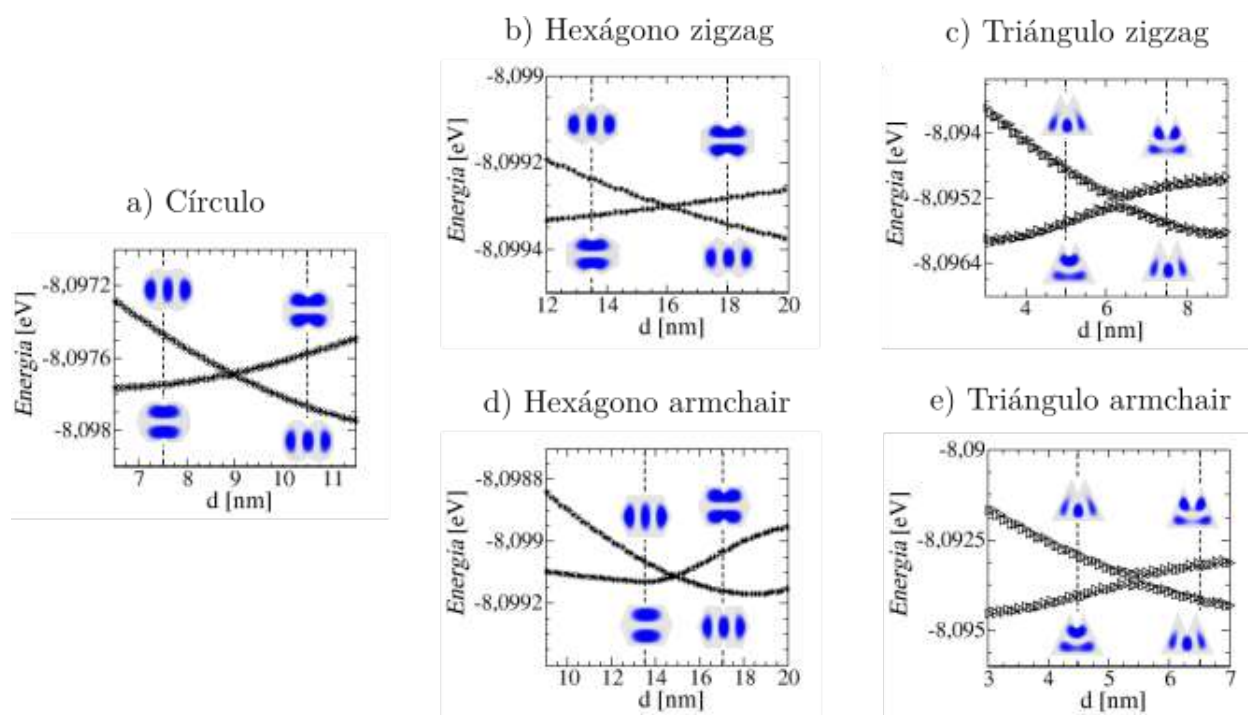 a) Círculo
Energia [eV]
-8,0972
-8,0976
-8,098
7 8 9 10 11
d [nm]
b) Hexágono zigzag
Energia [eV]
-8,099
-8,0992
-8,0994
12 14 16 18 20
d [nm]
c) Triángulo zigzag
Energia [eV]
-8,094
-8,0952
-8,0964
4 6 8
d [nm]
d) Hexágono armchair
Energia [eV]
-8,0988
-8,099
-8,0992
10 12 14 16 18 20
d [nm]
e) Triángulo armchair
Energia [eV]
-8,09
-8,0925
-8,095
3 4 5 6 7
d [nm]